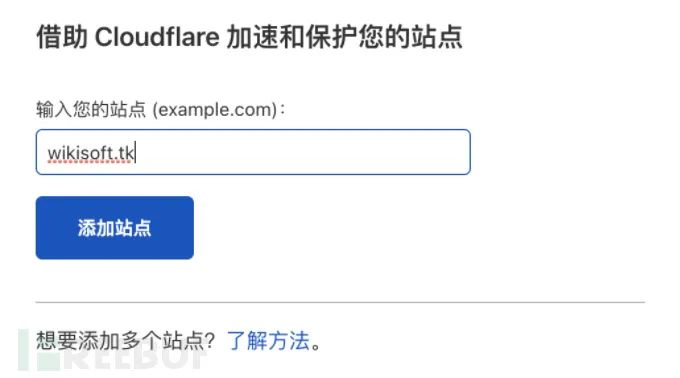 借助 Cloudflare 加速和保护您的站点
输入您的站点 (example.com)：
wikisoft.tk
添加站点
想要添加多个站点？了解方法。
REEBUF